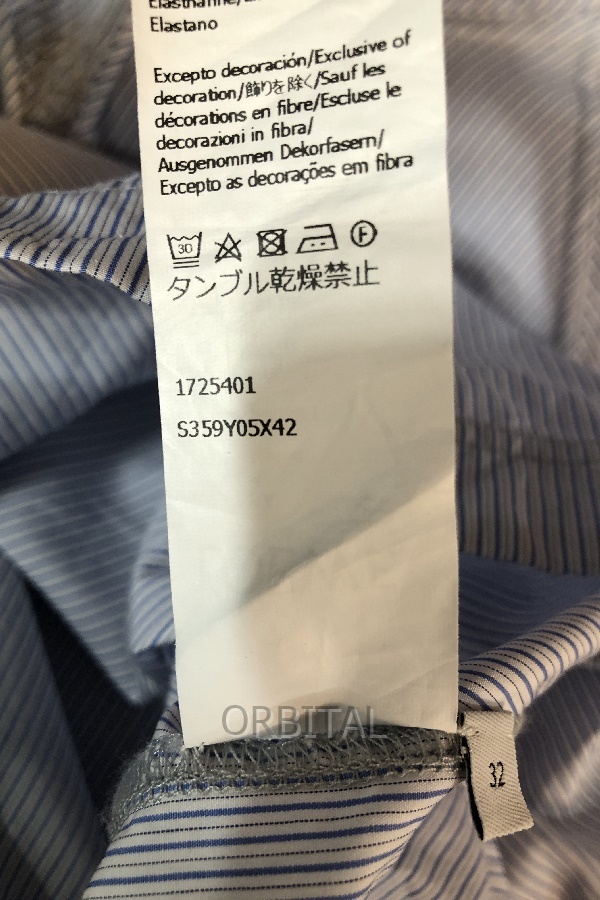 Elastano
Excepto decoración/Exclusive of
decoration/飾りを除く/Sauf les
décorations en fibre/Escluse le
decorazioni in fibra/
Ausgenommen Dekorfasern/
Excepto as decorações em fibra
30 F
タンブル乾燥禁止
1725401
S359Y05X42
ORBITAL
32